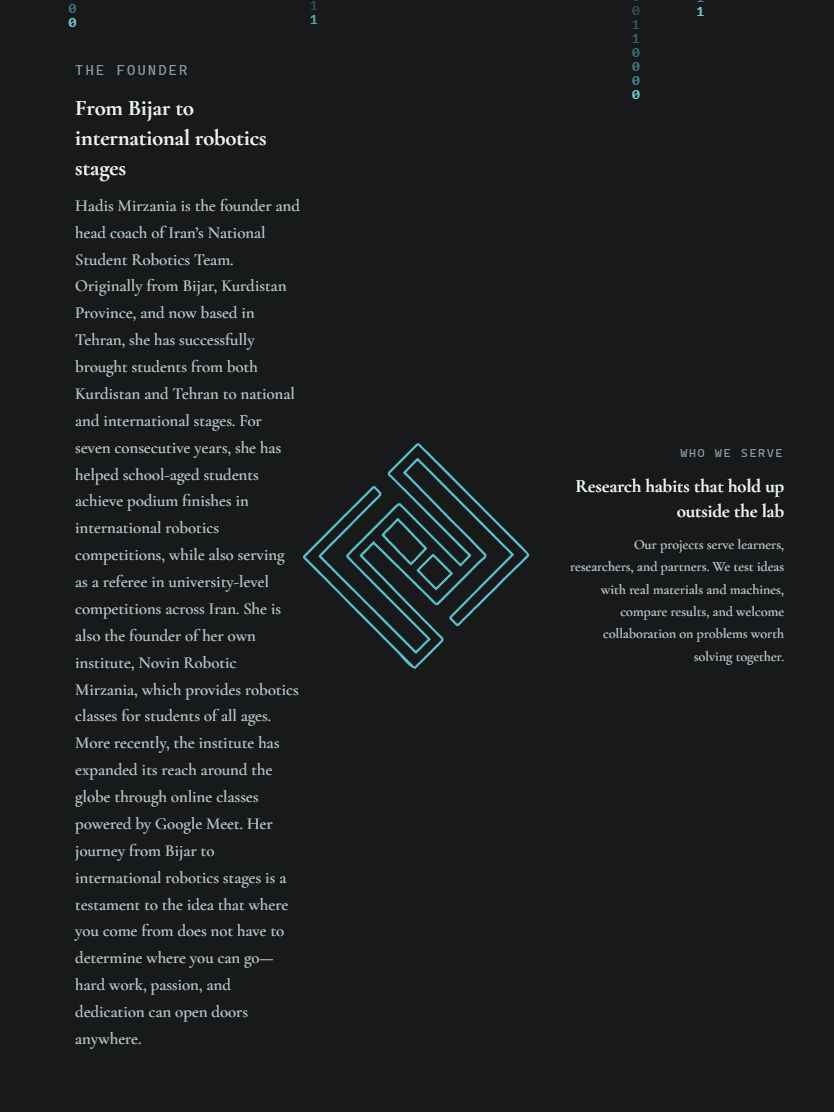 0
0
1
1
0
1
1
0
0
0
0
1
1
THE FOUNDER
From Bijar to
international robotics
stages
Hadis Mirzania is the founder and
head coach of Iran’s National
Student Robotics Team.
Originally from Bijar, Kurdistan
Province, and now based in
Tehran, she has successfully
brought students from both
Kurdistan and Tehran to national
and international stages. For
seven consecutive years, she has
helped school-aged students
achieve podium finishes in
international robotics
competitions, while also serving
as a referee in university-level
competitions across Iran. She is
also the founder of her own
institute, Novin Robotic
Mirzania, which provides robotics
classes for students of all ages.
More recently, the institute has
expanded its reach around the
globe through online classes
powered by Google Meet. Her
journey from Bijar to
international robotics stages is a
testament to the idea that where
you come from does not have to
determine where you can go—
hard work, passion, and
dedication can open doors
anywhere.
WHO WE SERVE
Research habits that hold up
outside the lab
Our projects serve learners,
researchers, and partners. We test ideas
with real materials and machines,
compare results, and welcome
collaboration on problems worth
solving together.